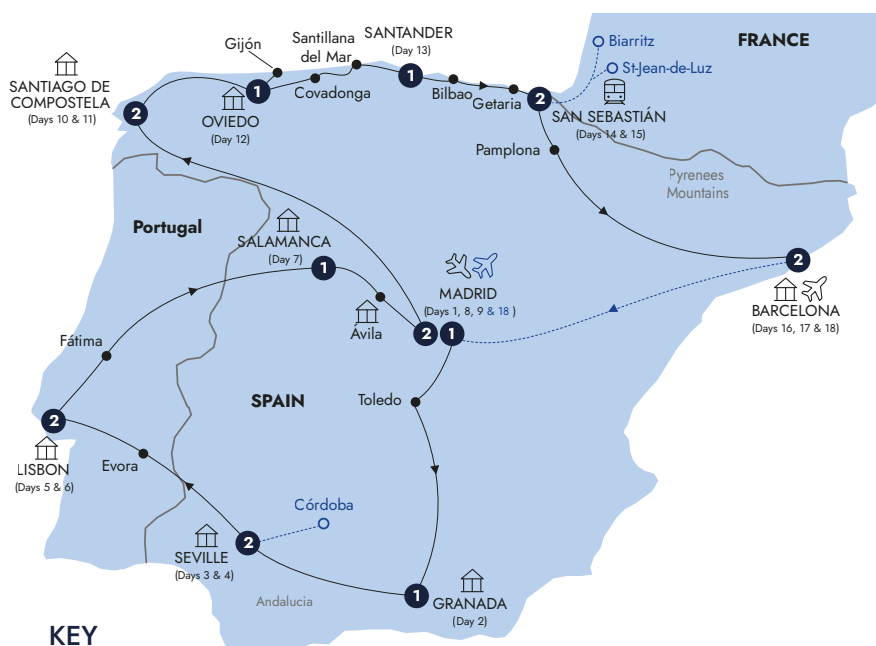 Biarritz
FRANCE
St-Jean-de-Luz
Gijón
Santillana
del Mar
SANTANDER
(Day 13)
SANTIAGO DE
COMPOSTELA
(Days 10 & 11)
2
1
OVIEDO
(Day 12)
Covadonga
1
Bilbao
Getaria
2
SAN SEBASTIÁN
(Days 14 & 15)
Pamplona
Pyrenees
Mountains
Portugal
SALAMANCA
(Day 7)
1
Ávila
MADRID
(Days 1, 8, 9 & 18 )
2
1
2
BARCELONA
(Days 16, 17 & 18)
Fátima
SPAIN
Toledo
2
LISBON
(Days 5 & 6)
Evora
Córdoba
2
SEVILLE
(Days 3 & 4)
Andalucia
1
GRANADA
(Day 2)
KEY